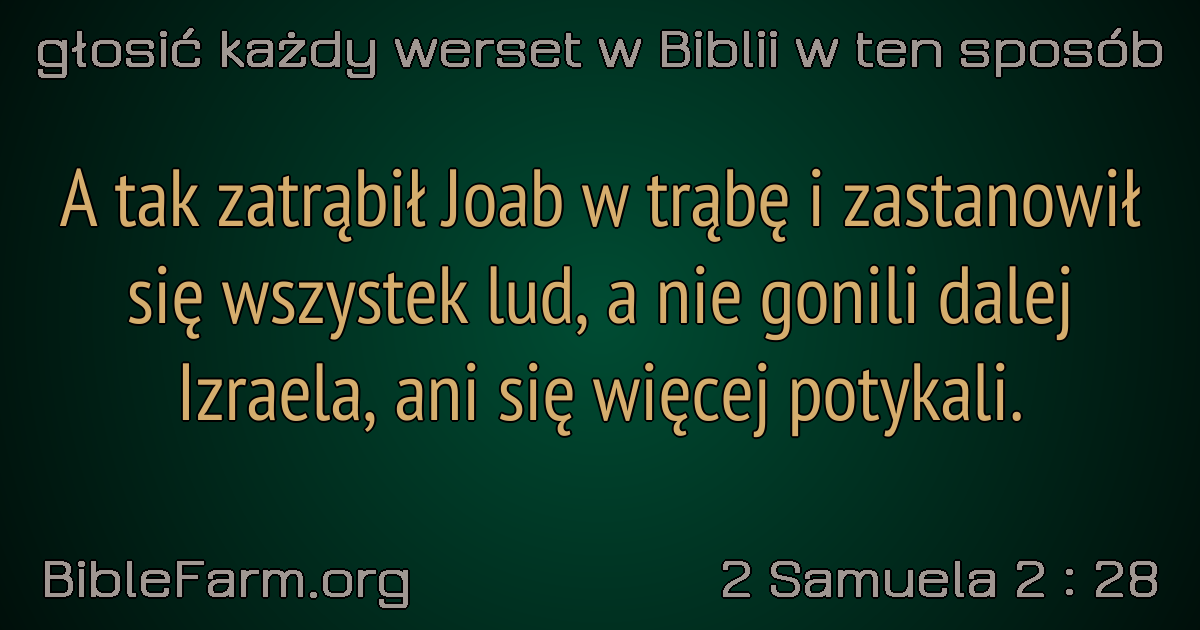 głosić każdy werset w Biblii w ten sposób
A tak zatrąbił Joab w trąbę i zastanowił
się wszystek lud, a nie gonili dalej
Izraela, ani się więcej potykali.
BibleFarm.org
2 Samuela 2 : 28